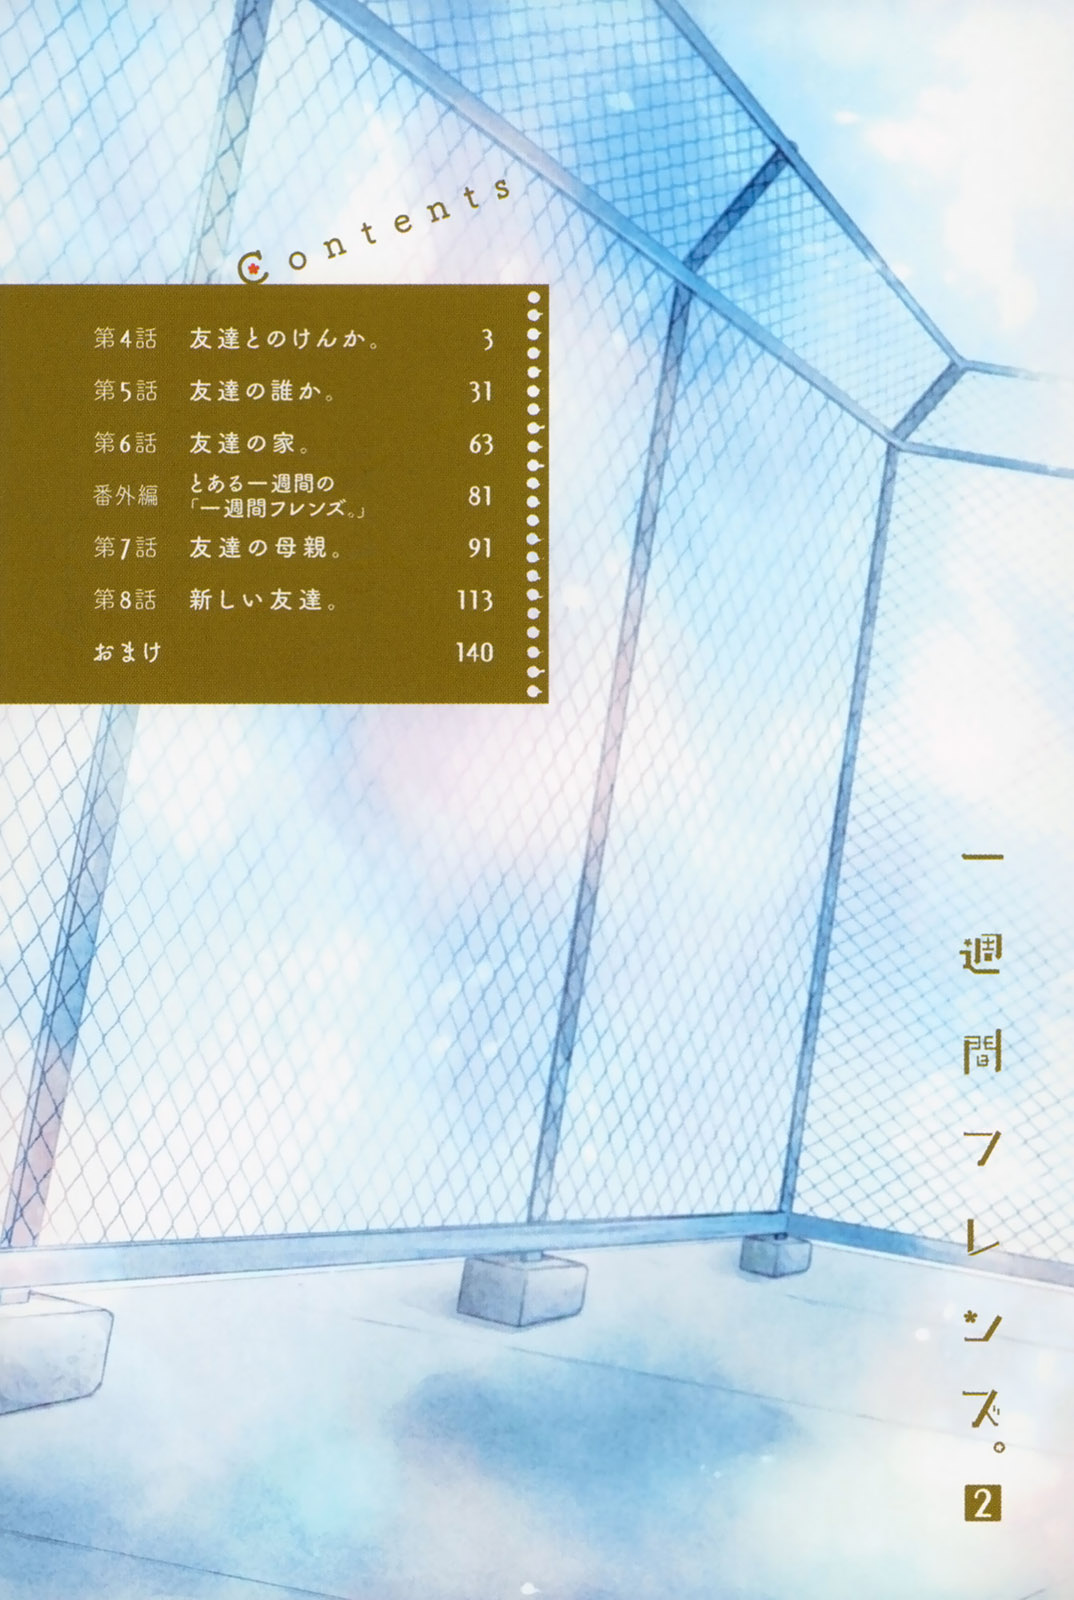 Contents
第4話 友達とのけんか。 3
第5話 友達の誰か。 31
第6話 友達の家。 63
番外編 とある一週間の
「一週間フレンズ。」 81
第7話 友達の母親。 91
第8話 新しい友達。 113
おまけ 140
一週間フレンズ。2